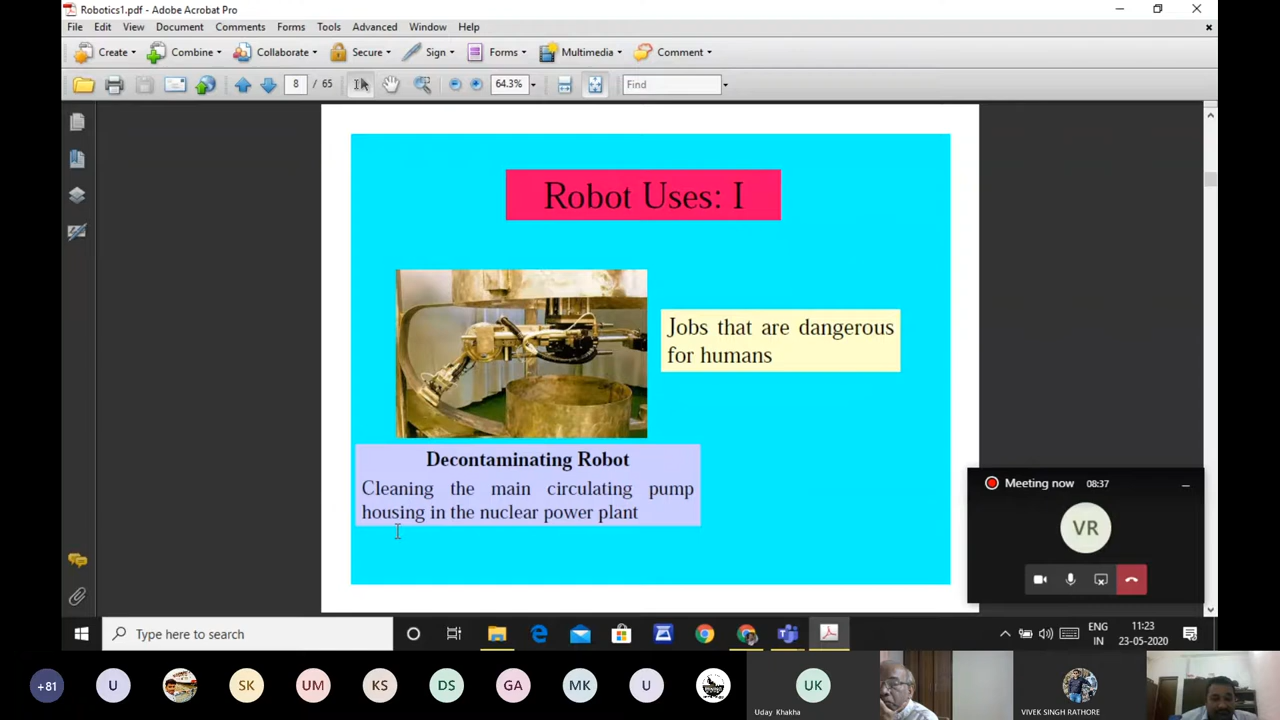 Robotics1.pdf - Adobe Acrobat Pro
File Edit View Document Comments Forms Tools Advanced Window Help
Create Combine Collaborate Secure Sign Forms Multimedia Comment
8 / 65 64.3% Find
Robot Uses: I
Jobs that are dangerous
for humans
Decontaminating Robot
Cleaning the main circulating pump
housing in the nuclear power plant
Meeting now 08:37
VR
Type here to search
ENG
IN
11:23
23-05-2020
+81 U SK UM KS DS GA MK U UK
Uday Khakha
VIVEK SINGH RATHORE